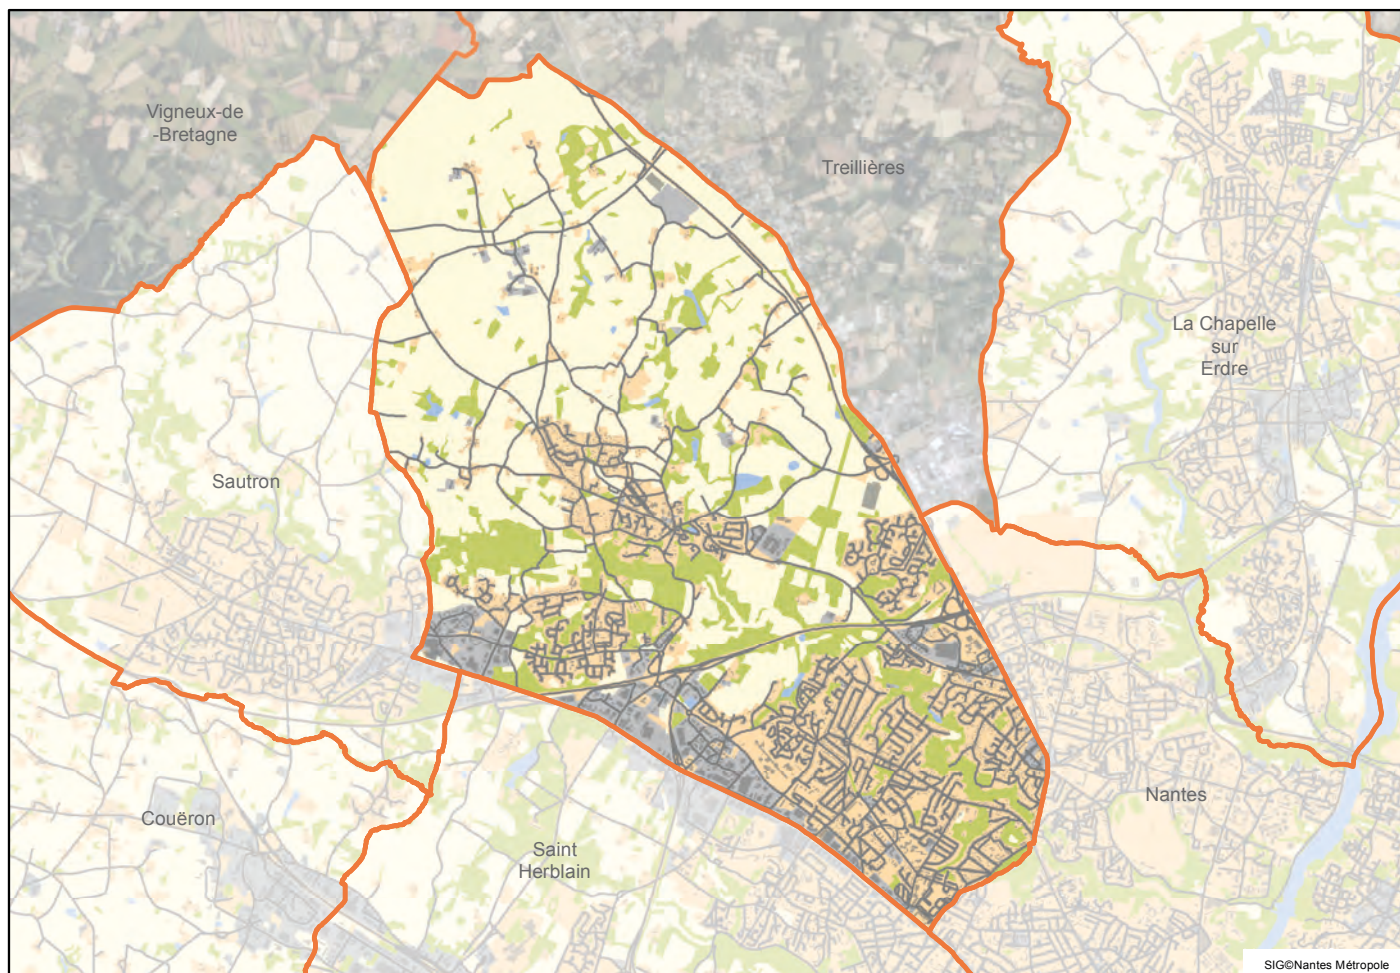 Vigneux-de
-Bretagne
Treillières
La Chapelle
sur
Erdre
Sautron
Nantes
Couëron
Saint
Herblain
SIG©Nantes Métropole